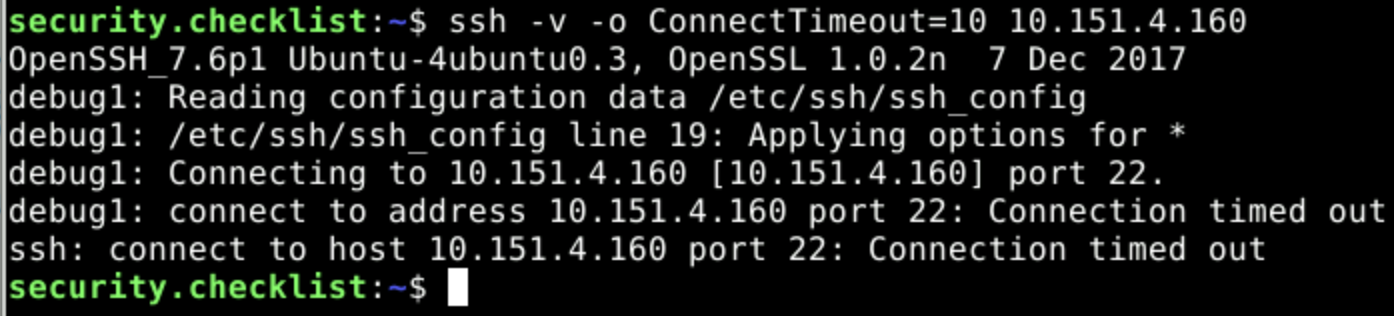 security.checklist:~$ ssh -v -o ConnectTimeout=10 10.151.4.160
OpenSSH_7.6p1 Ubuntu-4ubuntu0.3, OpenSSL 1.0.2n  7 Dec 2017
debug1: Reading configuration data /etc/ssh/ssh_config
debug1: /etc/ssh/ssh_config line 19: Applying options for *
debug1: Connecting to 10.151.4.160 [10.151.4.160] port 22.
debug1: connect to address 10.151.4.160 port 22: Connection timed out
ssh: connect to host 10.151.4.160 port 22: Connection timed out
security.checklist:~$